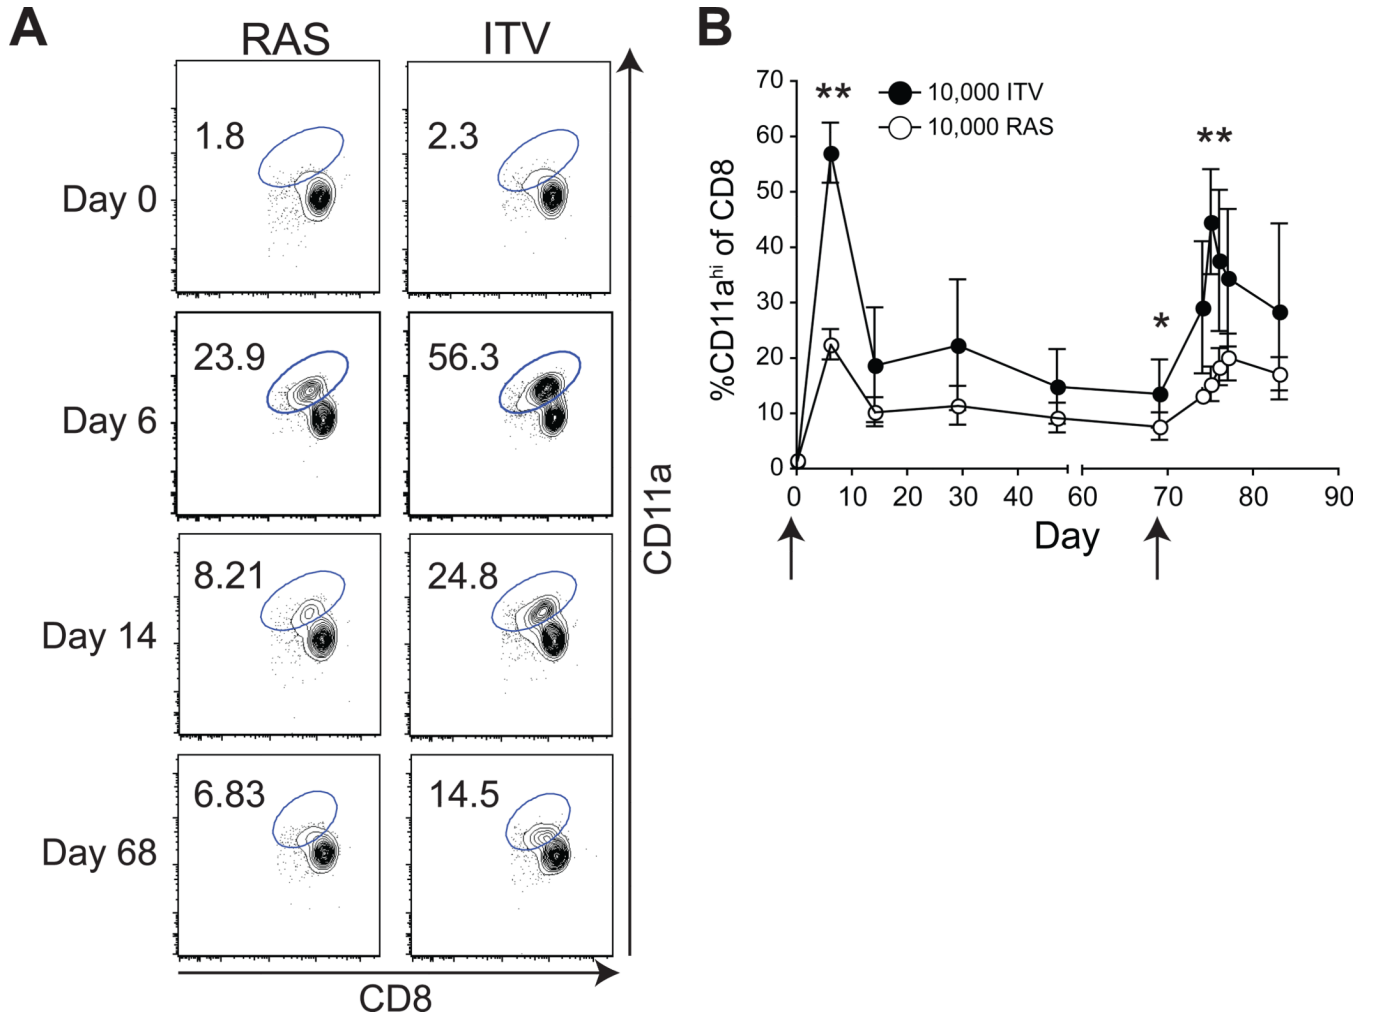 A
RAS ITV
Day 0
1.8
2.3
Day 6
23.9
56.3
Day 14
8.21
24.8
Day 68
6.83
14.5
CD11a
CD8
B
%CD11aʰⁱ of CD8
70
60
50
40
30
20
10
0
**
10,000 ITV
10,000 RAS
*
**
0 10 20 30 40 60 70 80 90
Day